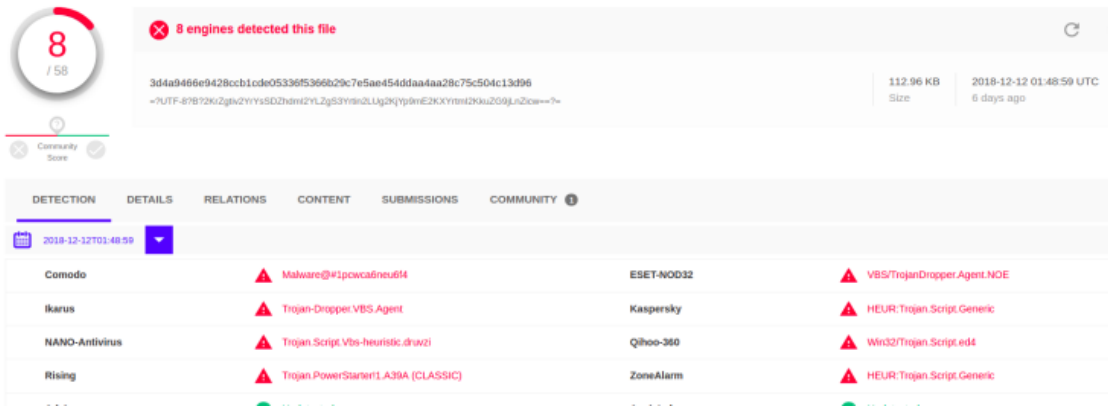 8
/ 58
8 engines detected this file
3d4a9466e9428ccb1cde05336f5366b29c7e5ae454ddaa4aa28c75c504c13d96
112.96 KB
Size
2018-12-12 01:48:59 UTC
6 days ago
Community
Score
DETECTION DETAILS RELATIONS CONTENT SUBMISSIONS COMMUNITY 1
2018-12-12T01:48:59
Comodo Malware@#1pcwca6neu6f4 ESET-NOD32 VBS/TrojanDropper.Agent.NOE
Ikarus Trojan-Dropper.VBS.Agent Kaspersky HEUR:Trojan.Script.Generic
NANO-Antivirus Trojan.Script.Vbs-heuristic.druvzi Qihoo-360 Win32/Trojan.Script.ed4
Rising Trojan.PowerStarter!1.A39A (CLASSIC) ZoneAlarm HEUR:Trojan.Script.Generic